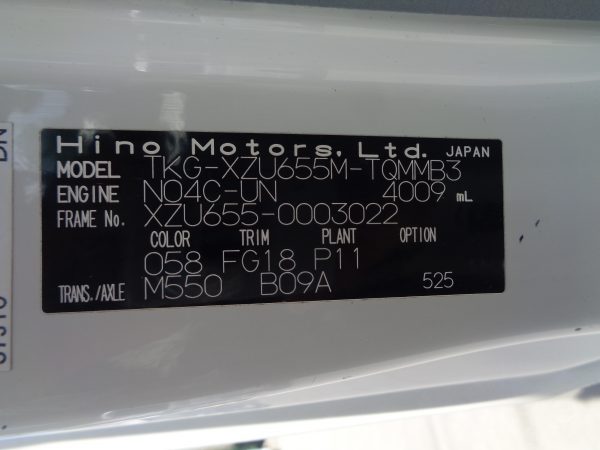 Hino Motors, Ltd. JAPAN
MODEL TKG-XZU655M-TQMMB3
ENGINE N04C-UN 4009 mL
FRAME No. XZU655-0003022
COLOR TRIM PLANT OPTION
058 FG18 P11
TRANS./AXLE M550 B09A 525